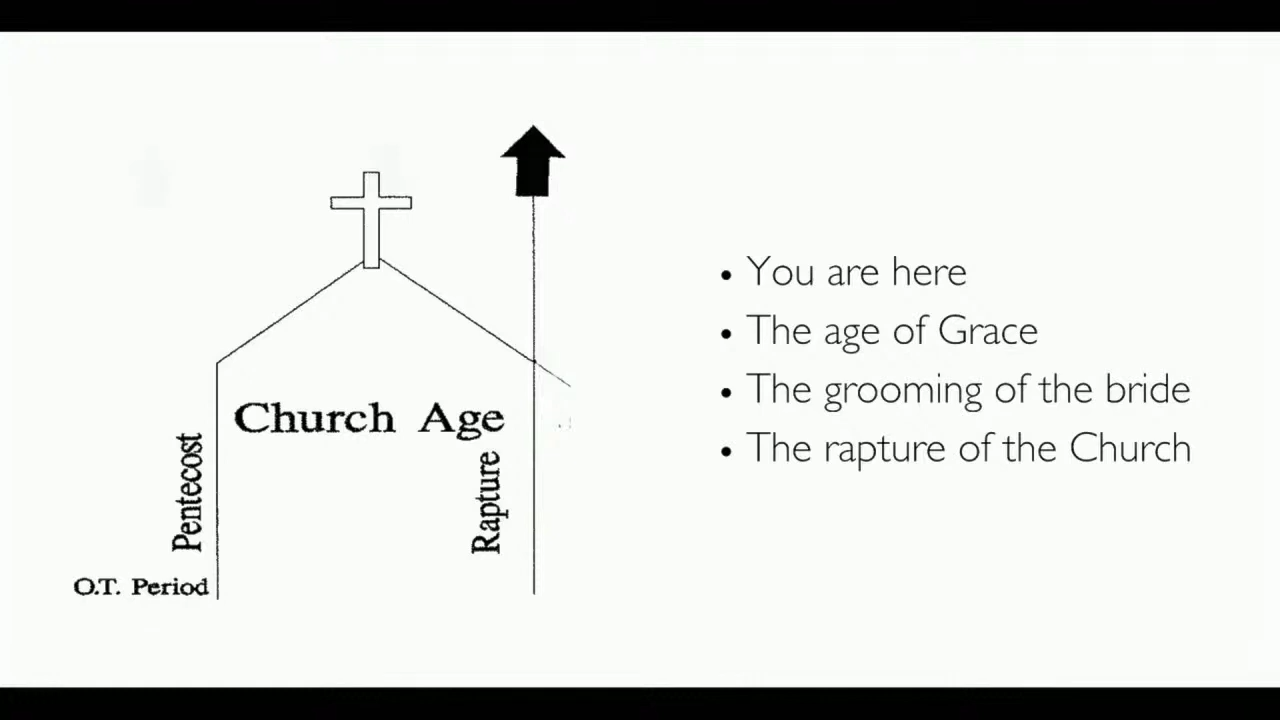 Church Age
Pentecost
Rapture
O.T. Period
• You are here
• The age of Grace
• The grooming of the bride
• The rapture of the Church